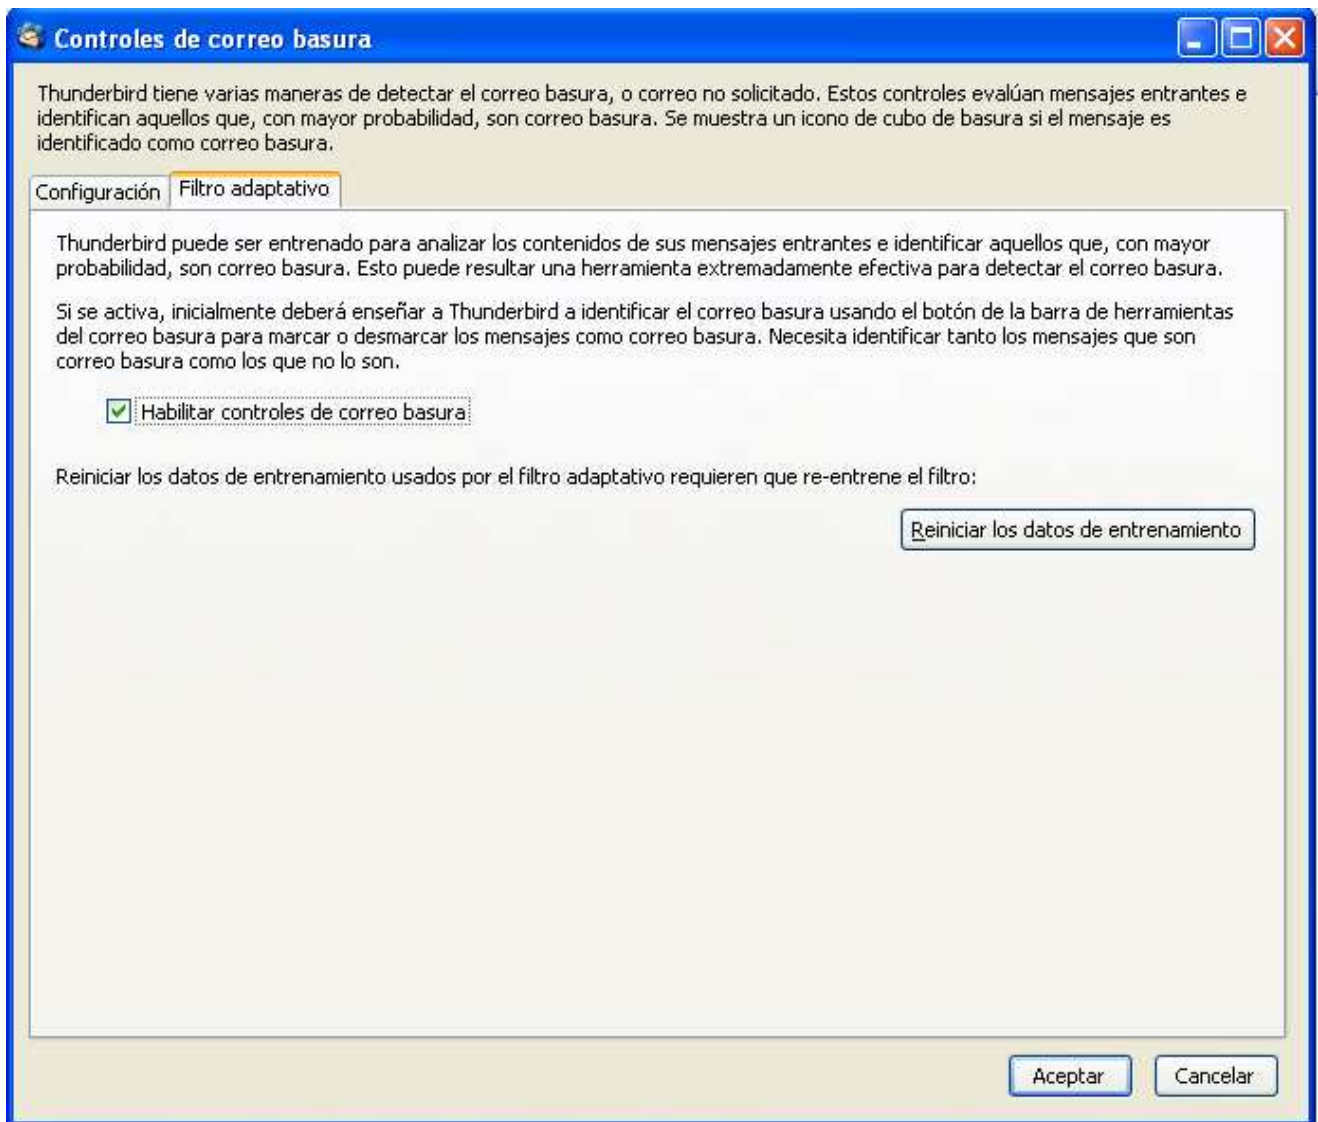 Controles de correo basura
Thunderbird tiene varias maneras de detectar el correo basura, o correo no solicitado. Estos controles evalúan mensajes entrantes e
identifican aquellos que, con mayor probabilidad, son correo basura. Se muestra un icono de cubo de basura si el mensaje es
identificado como correo basura.
Configuración Filtro adaptativo
Thunderbird puede ser entrenado para analizar los contenidos de sus mensajes entrantes e identificar aquellos que, con mayor
probabilidad, son correo basura. Esto puede resultar una herramienta extremadamente efectiva para detectar el correo basura.
Si se activa, inicialmente deberá enseñar a Thunderbird a identificar el correo basura usando el botón de la barra de herramientas
del correo basura para marcar o desmarcar los mensajes como correo basura. Necesita identificar tanto los mensajes que son
correo basura como los que no lo son.
Habilitar controles de correo basura
Reiniciar los datos de entrenamiento usados por el filtro adaptativo requieren que re-entrene el filtro:
Reiniciar los datos de entrenamiento
Aceptar Cancelar